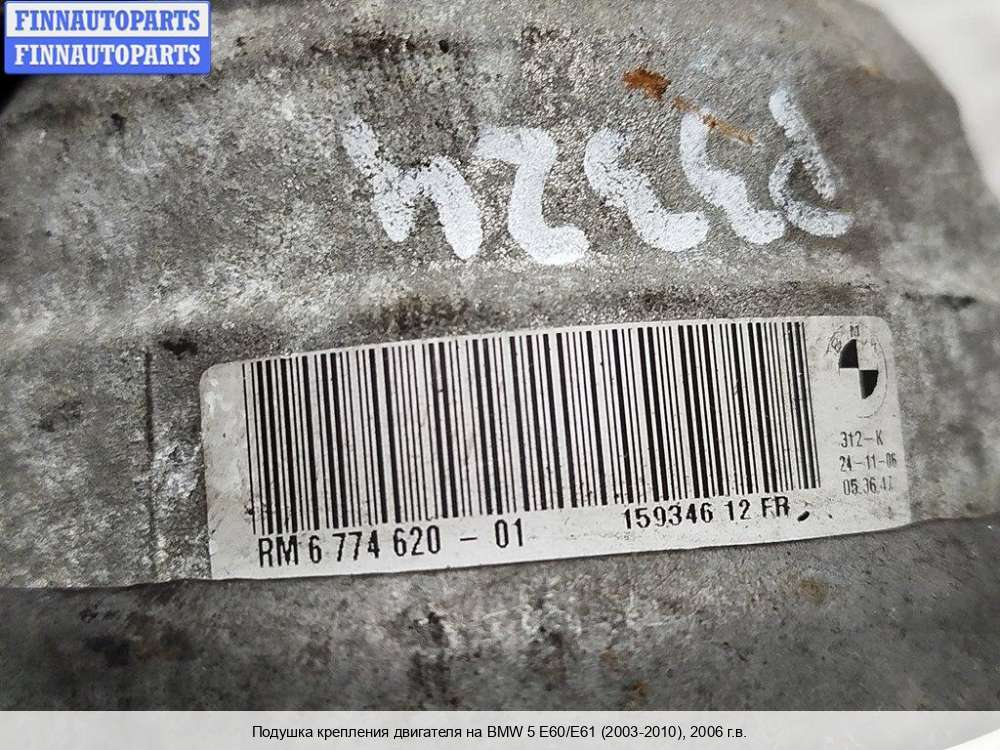 FINNAUTOPARTS
FINNAUTOPARTS
P3324
312-K
24-11-06
05.36.47
RM 6 774 620 - 01
159346 12 FR
Подушка крепления двигателя на BMW 5 E60/E61 (2003-2010), 2006 г.в.